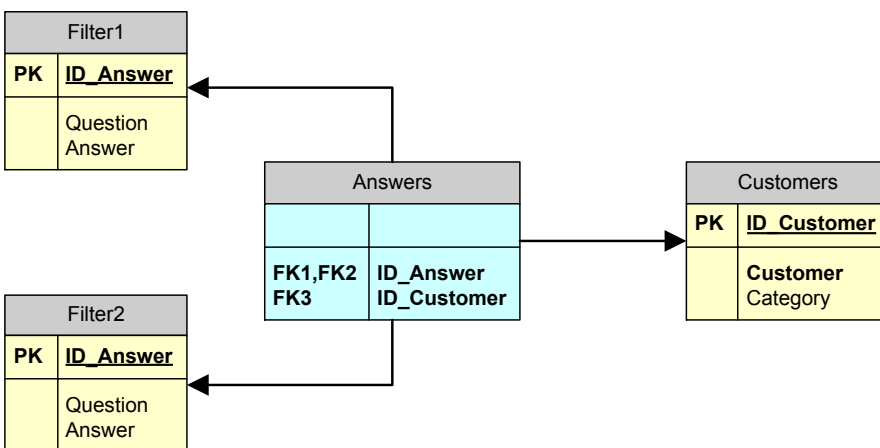 Filter1
PK ID_Answer
Question
Answer
Answers
FK1,FK2 ID_Answer
FK3 ID_Customer
Customers
PK ID_Customer
Customer
Category
Filter2
PK ID_Answer
Question
Answer